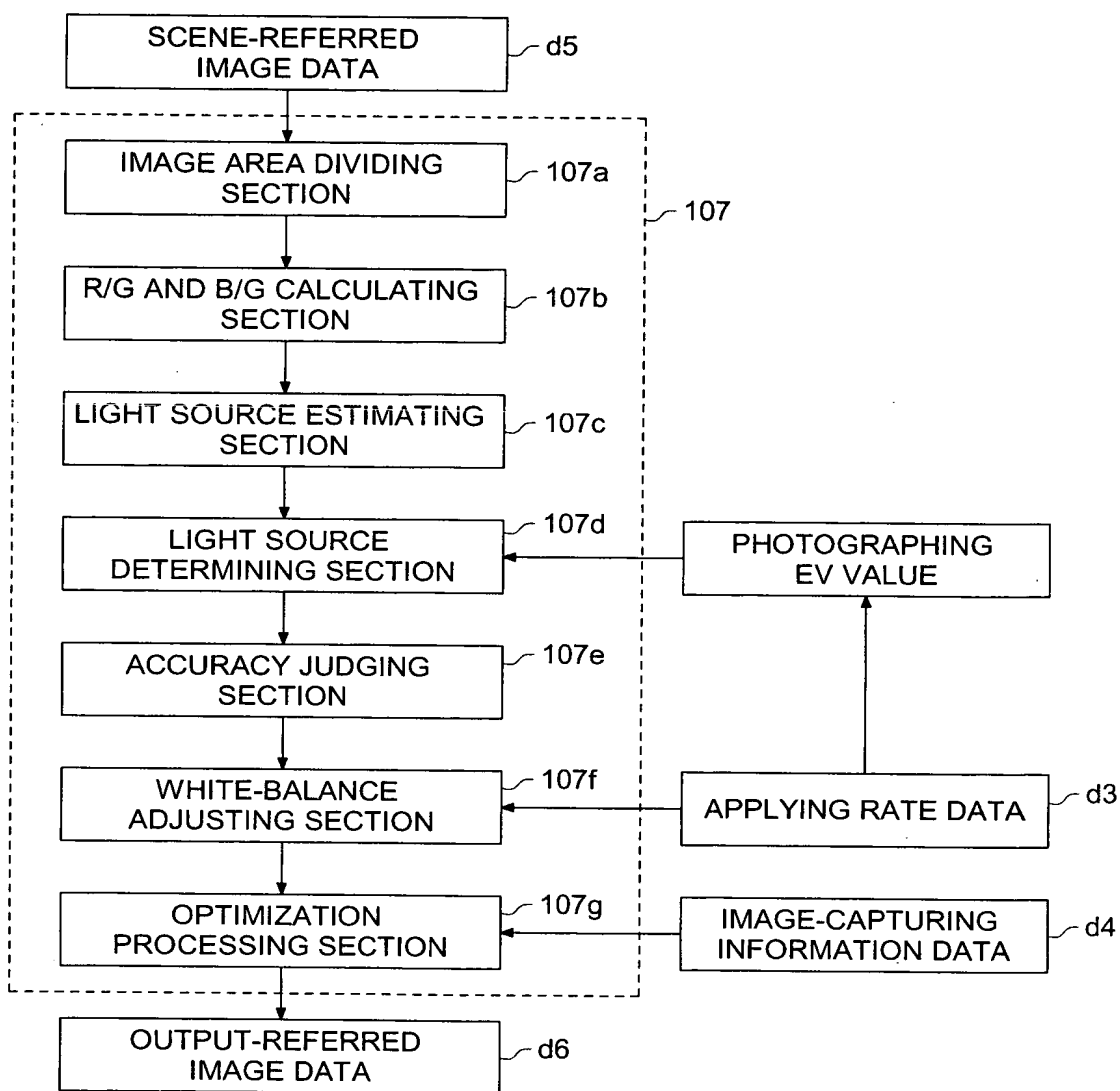 SCENE-REFERRED
IMAGE DATA
d5
IMAGE AREA DIVIDING
SECTION
107a
107
R/G AND B/G CALCULATING
SECTION
107b
LIGHT SOURCE ESTIMATING
SECTION
107c
LIGHT SOURCE
DETERMINING SECTION
107d
PHOTOGRAPHING
EV VALUE
ACCURACY JUDGING
SECTION
107e
WHITE-BALANCE
ADJUSTING SECTION
107f
APPLYING RATE DATA
d3
OPTIMIZATION
PROCESSING SECTION
107g
IMAGE-CAPTURING
INFORMATION DATA
d4
OUTPUT-REFERRED
IMAGE DATA
d6